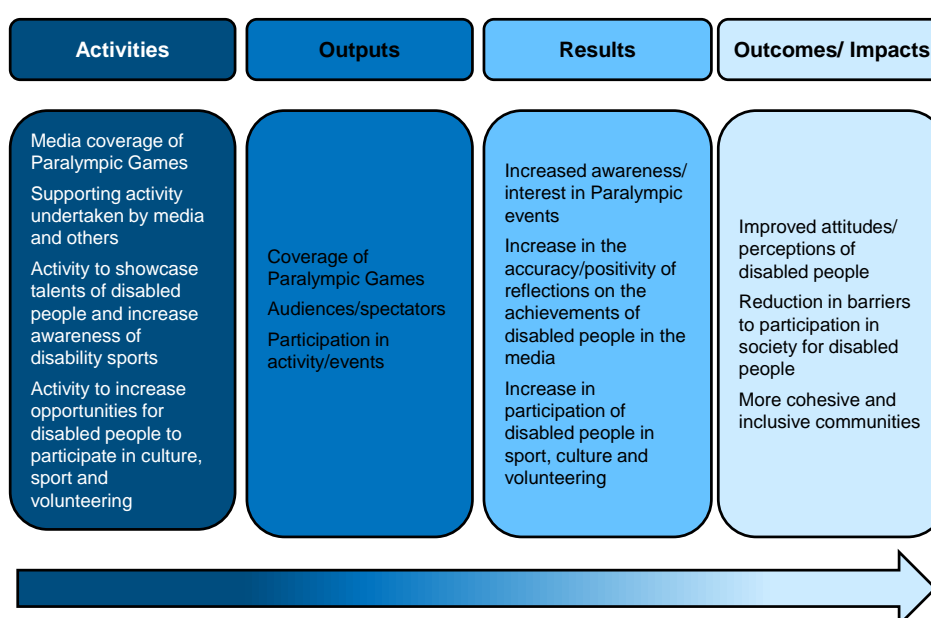 Activities
Outputs
Results
Outcomes/ Impacts
Media coverage of
Paralympic Games
Supporting activity
undertaken by media
and others
Activity to showcase
talents of disabled
people and increase
awareness of
disability sports
Activity to increase
opportunities for
disabled people to
participate in culture,
sport and
volunteering
Coverage of
Paralympic Games
Audiences/spectators
Participation in
activity/events
Increased awareness/
interest in Paralympic
events
Increase in the
accuracy/positivity of
reflections on the
achievements of
disabled people in the
media
Increase in
participation of
disabled people in
sport, culture and
volunteering
Improved attitudes/
perceptions of
disabled people
Reduction in barriers
to participation in
society for disabled
people
More cohesive and
inclusive communities